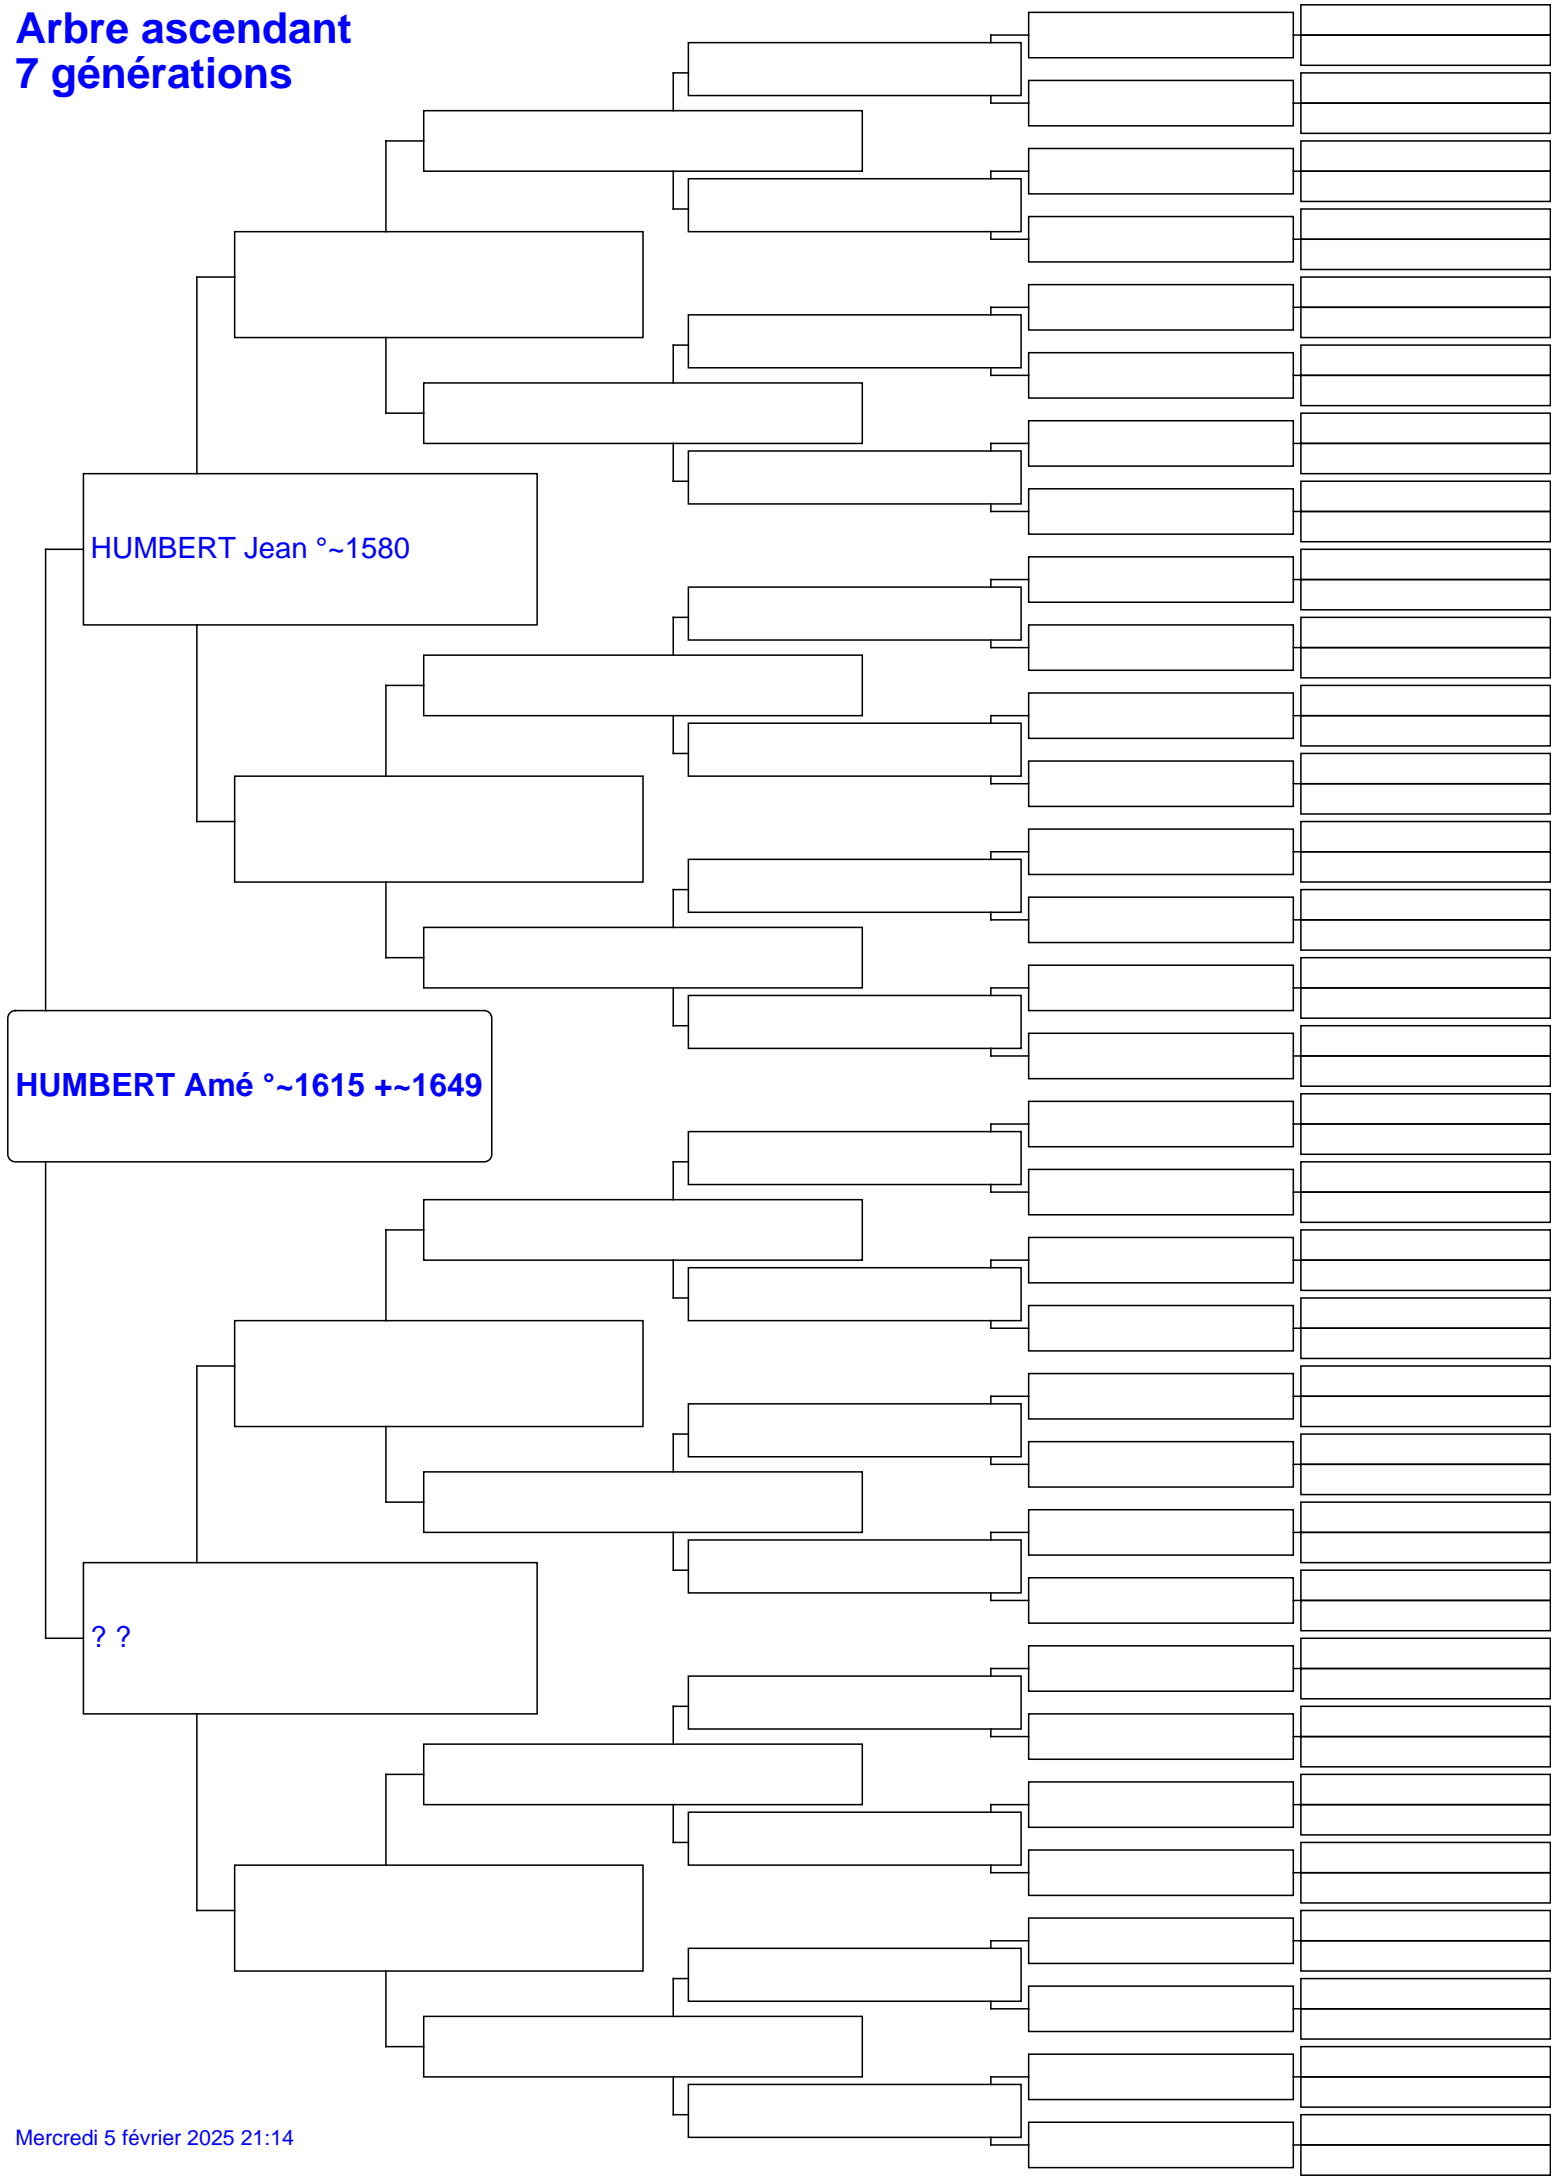 Arbre ascendant
7 générations
HUMBERT Jean °~1580
HUMBERT Amé °~1615 +~1649
? ?
Mercredi 5 février 2025 21:14